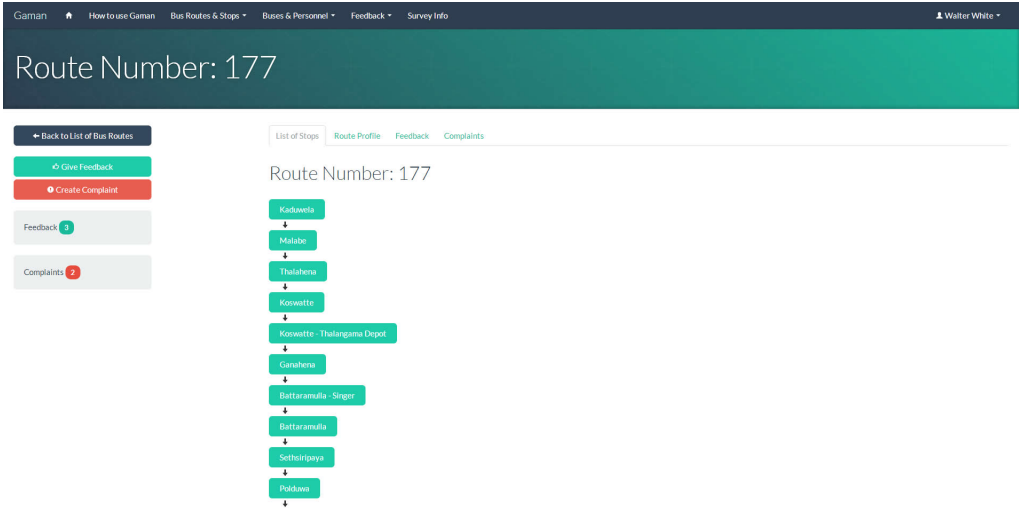 Gaman How to use Gaman Bus Routes & Stops Buses & Personnel Feedback Survey Info Walter White
Route Number: 177
Back to List of Bus Routes
Give Feedback
Create Complaint
Feedback 3
Complaints 2
List of Stops Route Profile Feedback Complaints
Route Number: 177
Kaduwela
Malabe
Thalahena
Koswatte
Koswatte - Thalangama Depot
Ganahena
Battaramulla - Singer
Battaramulla
Sethsiripaya
Polduwa